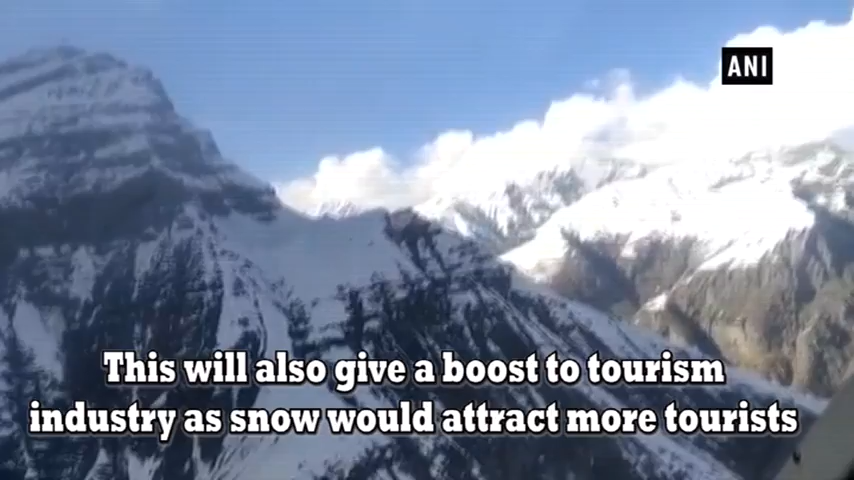 ANI
This will also give a boost to tourism
industry as snow would attract more tourists